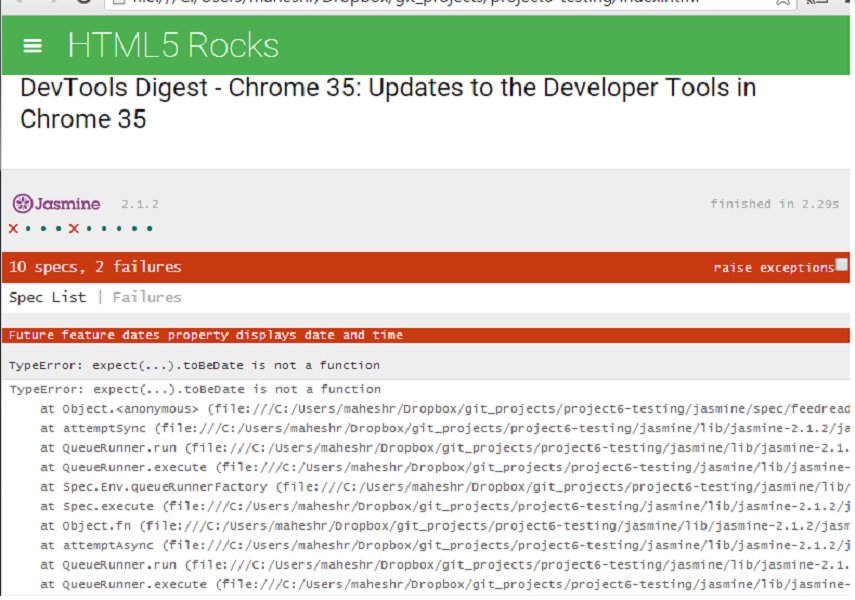 HTML5 Rocks
DevTools Digest - Chrome 35: Updates to the Developer Tools in
Chrome 35
Jasmine 2.1.2 finished in 2.29s
x • • • x • • • • •
10 specs, 2 failures raise exceptions
Spec List | Failures
Future feature dates property displays date and time
TypeError: expect(...).toBeDate is not a function
TypeError: expect(...).toBeDate is not a function
at Object.<anonymous> (file:///C:/Users/maheshr/Dropbox/git_projects/project6-testing/jasmine/spec/feedread
at attemptSync (file:///C:/Users/maheshr/Dropbox/git_projects/project6-testing/jasmine/lib/jasmine-2.1.2/ja
at QueueRunner.run (file:///C:/Users/maheshr/Dropbox/git_projects/project6-testing/jasmine/lib/jasmine-2.1.
at QueueRunner.execute (file:///C:/Users/maheshr/Dropbox/git_projects/project6-testing/jasmine/lib/jasmine-
at Spec.Env.queueRunnerFactory (file:///C:/Users/maheshr/Dropbox/git_projects/project6-testing/jasmine/lib/
at Spec.execute (file:///C:/Users/maheshr/Dropbox/git_projects/project6-testing/jasmine/lib/jasmine-2.1.2/j
at Object.fn (file:///C:/Users/maheshr/Dropbox/git_projects/project6-testing/jasmine/lib/jasmine-2.1.2/jasm
at attemptAsync (file:///C:/Users/maheshr/Dropbox/git_projects/project6-testing/jasmine/lib/jasmine-2.1.2/j
at QueueRunner.run (file:///C:/Users/maheshr/Dropbox/git_projects/project6-testing/jasmine/lib/jasmine-2.1.
at QueueRunner.execute (file:///C:/Users/maheshr/Dropbox/git_projects/project6-testing/jasmine/lib/jasmine-